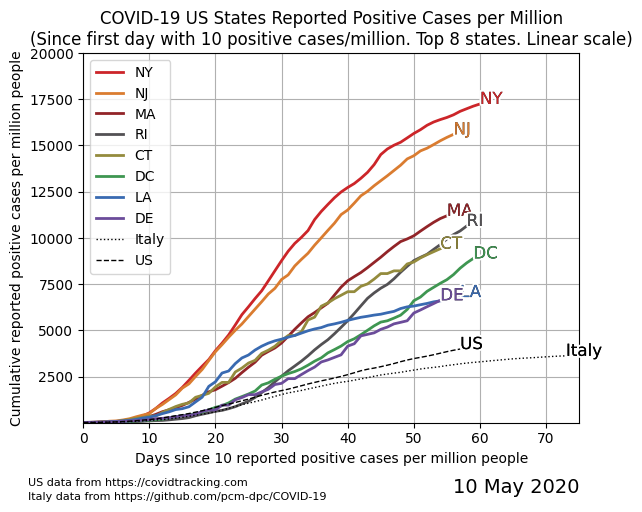 COVID-19 US States Reported Positive Cases per Million
(Since first day with 10 positive cases/million. Top 8 states. Linear scale)
Cumulative reported positive cases per million people
20000
17500
15000
12500
10000
7500
5000
2500
NY
NJ
MA
RI
CT
DC
LA
DE
Italy
US
NY
NJ
MA
RI
CT
DC
DE
LA
US
Italy
0
10
20
30
40
50
60
70
Days since 10 reported positive cases per million people
US data from https://covidtracking.com
Italy data from https://github.com/pcm-dpc/COVID-19
10 May 2020